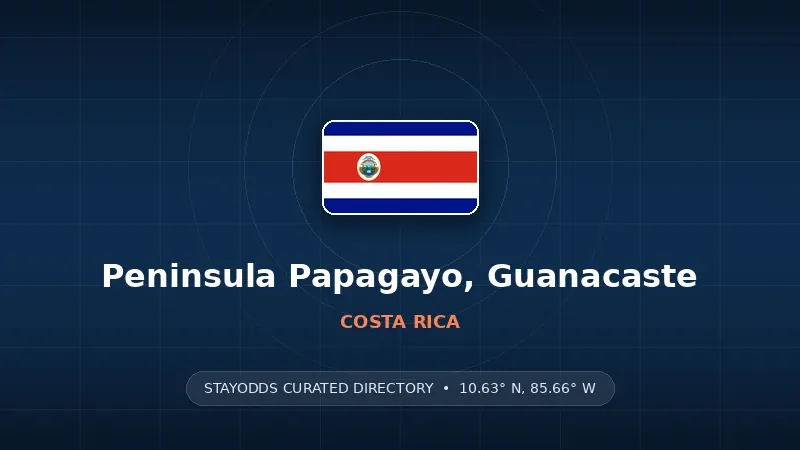 Peninsula Papagayo, Guanacaste
COSTA RICA
STAYODDS CURATED DIRECTORY • 10.63° N, 85.66° W